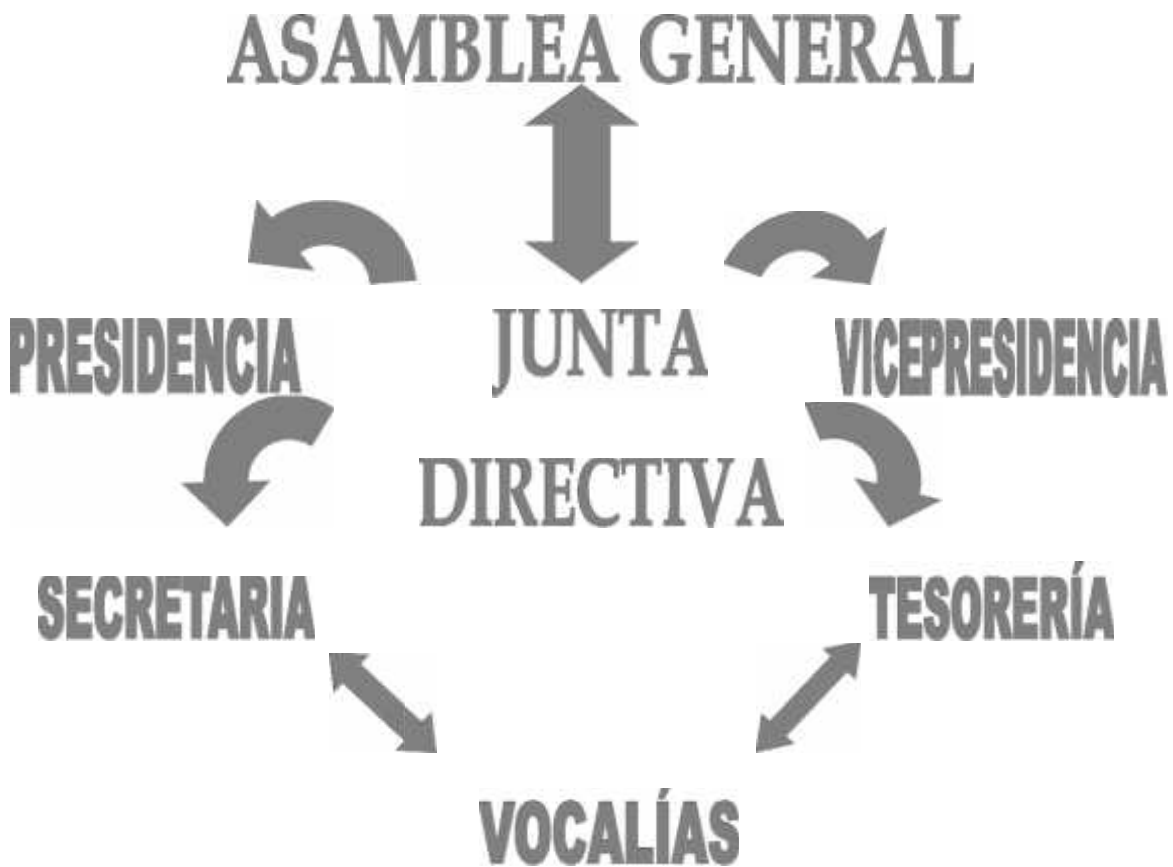 ASAMBLEA GENERAL
PRESIDENCIA
JUNTA
VICEPRESIDENCIA
DIRECTIVA
SECRETARIA
TESORERÍA
VOCALÍAS